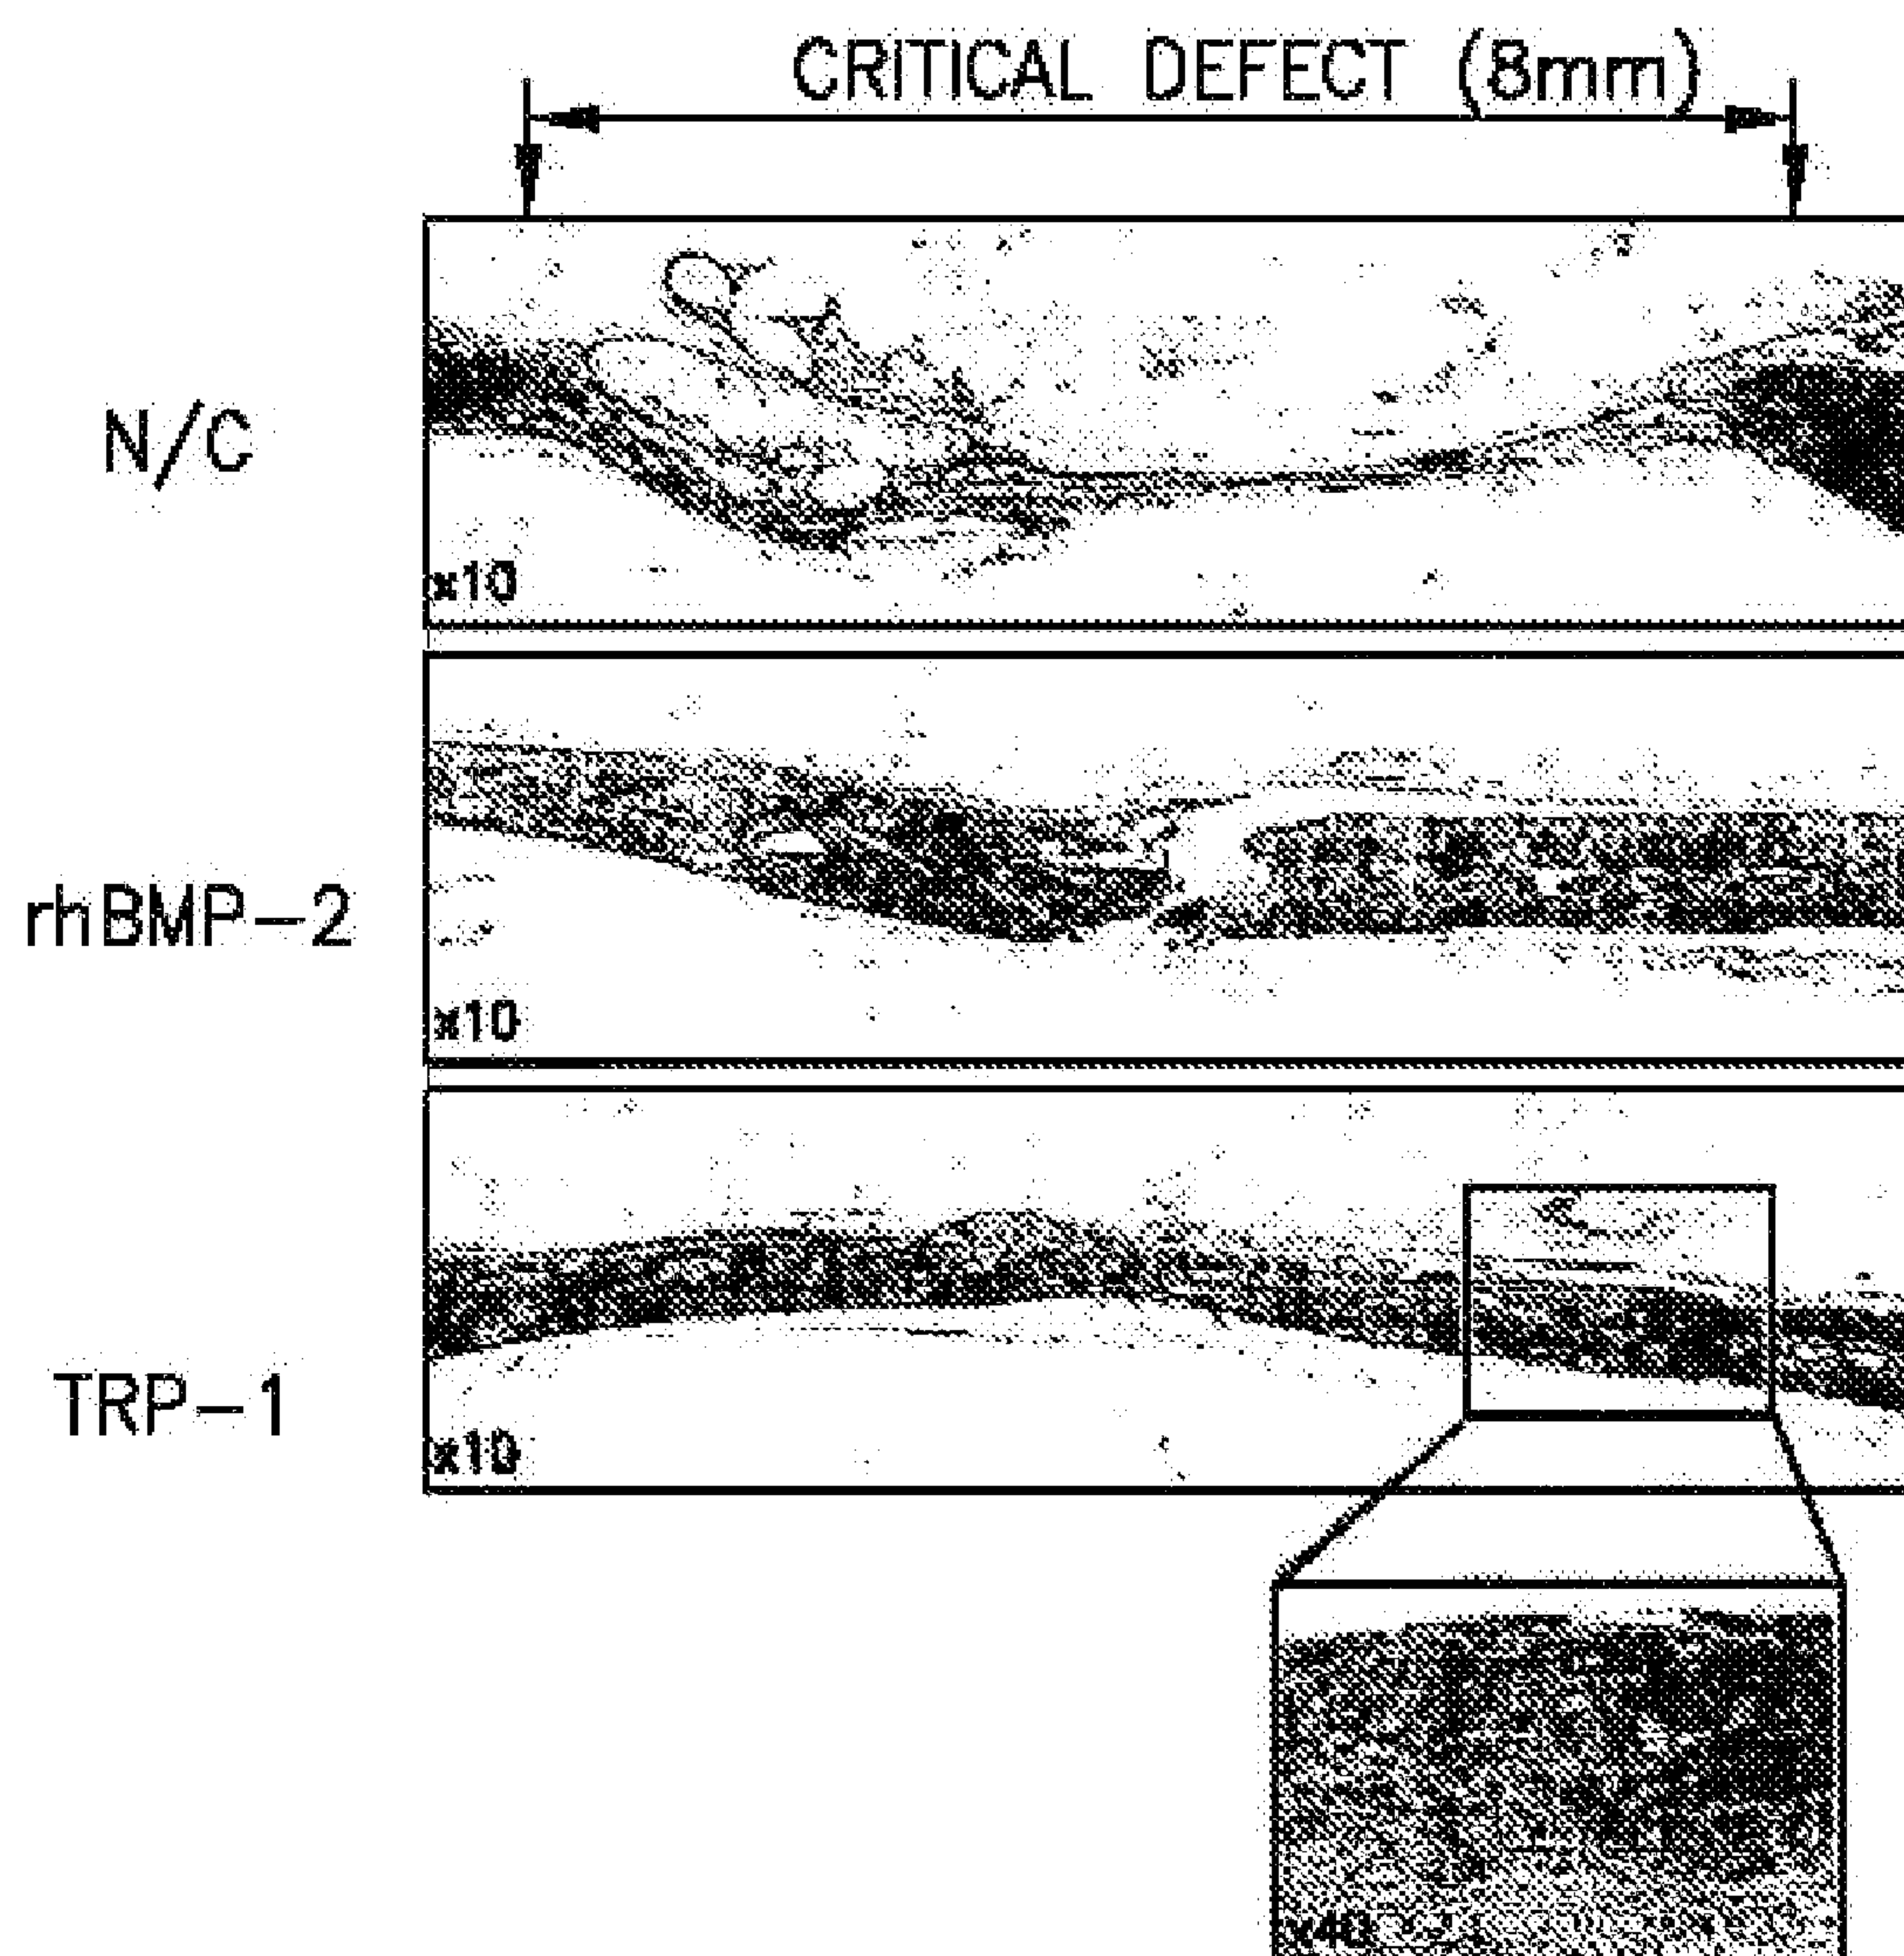 CRITICAL DEFECT (8mm)
N/C
x10
rhBMP-2
x10
TRP-1
x10
x40